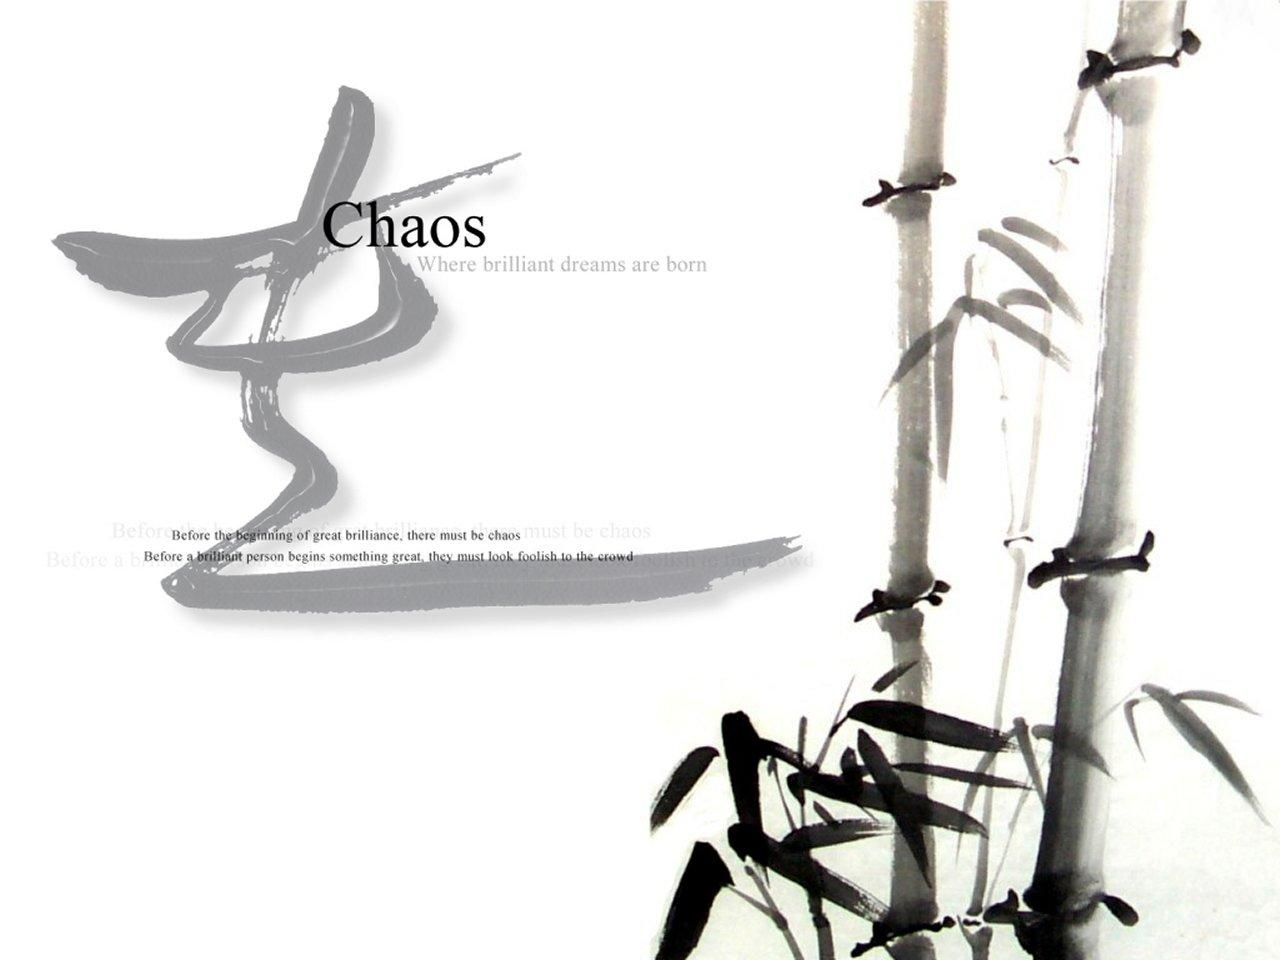 Chaos
Where brilliant dreams are born
Before the beginning of great brilliance, there must be chaos
Before a brilliant person begins something great, they must look foolish to the crowd